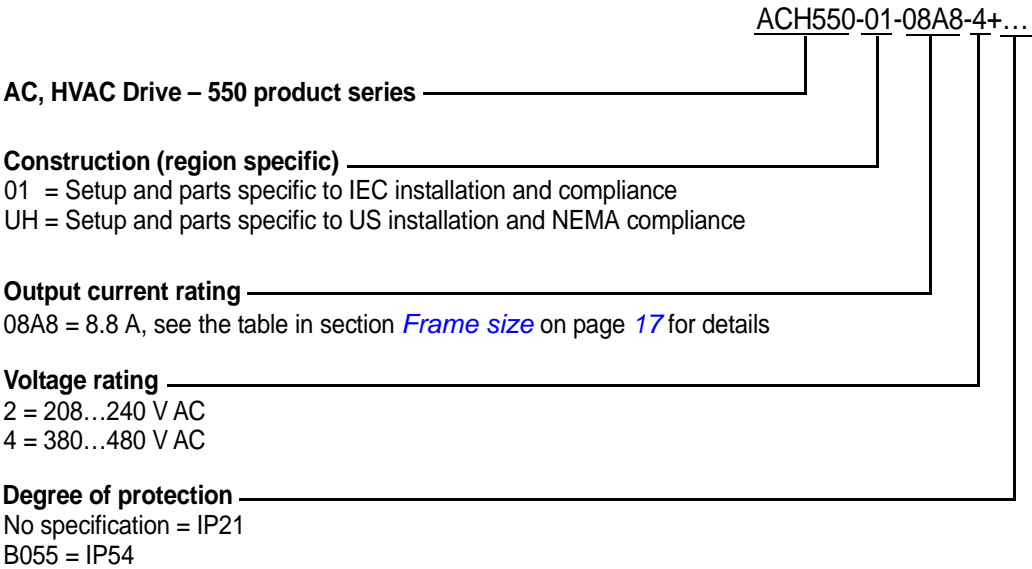 ACH550-01-08A8-4+…
AC, HVAC Drive – 550 product series
Construction (region specific)
01 = Setup and parts specific to IEC installation and compliance
UH = Setup and parts specific to US installation and NEMA compliance
Output current rating
08A8 = 8.8 A, see the table in section Frame size on page 17 for details
Voltage rating
2 = 208…240 V AC
4 = 380…480 V AC
Degree of protection
No specification = IP21
B055 = IP54